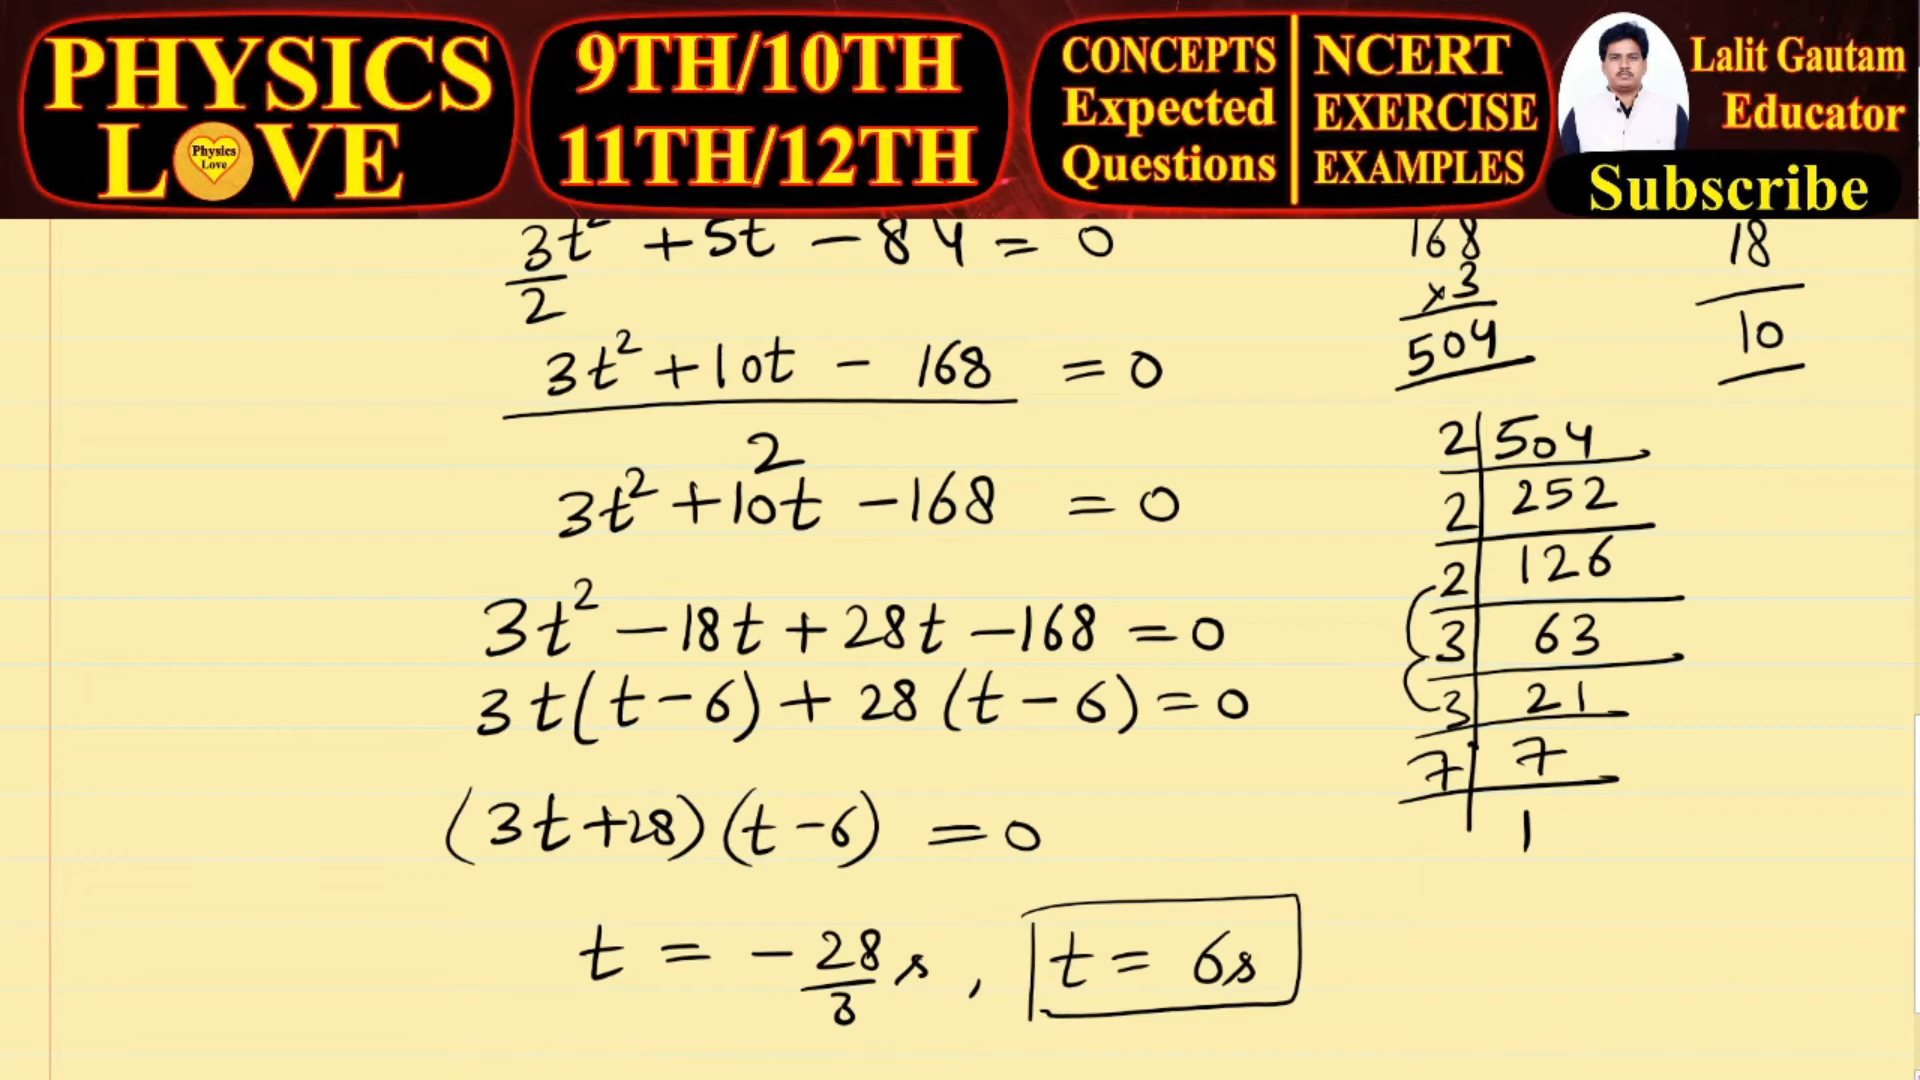 PHYSICS
LOVE
Physics
Love
9TH/10TH
11TH/12TH
CONCEPTS
Expected
Questions
NCERT
EXERCISE
EXAMPLES
Lalit Gautam
Educator
Subscribe
3/2 t² + 5t - 84 = 0
(3t² + 10t - 168)/2 = 0
3t² + 10t - 168 = 0
3t² - 18t + 28t - 168 = 0
3t(t - 6) + 28(t - 6) = 0
(3t + 28)(t - 6) = 0
t = - 28/3 s, t = 6s
168
×3
504
18
10
2 | 504
2 | 252
2 | 126
3 | 63
3 | 21
7 | 7
1